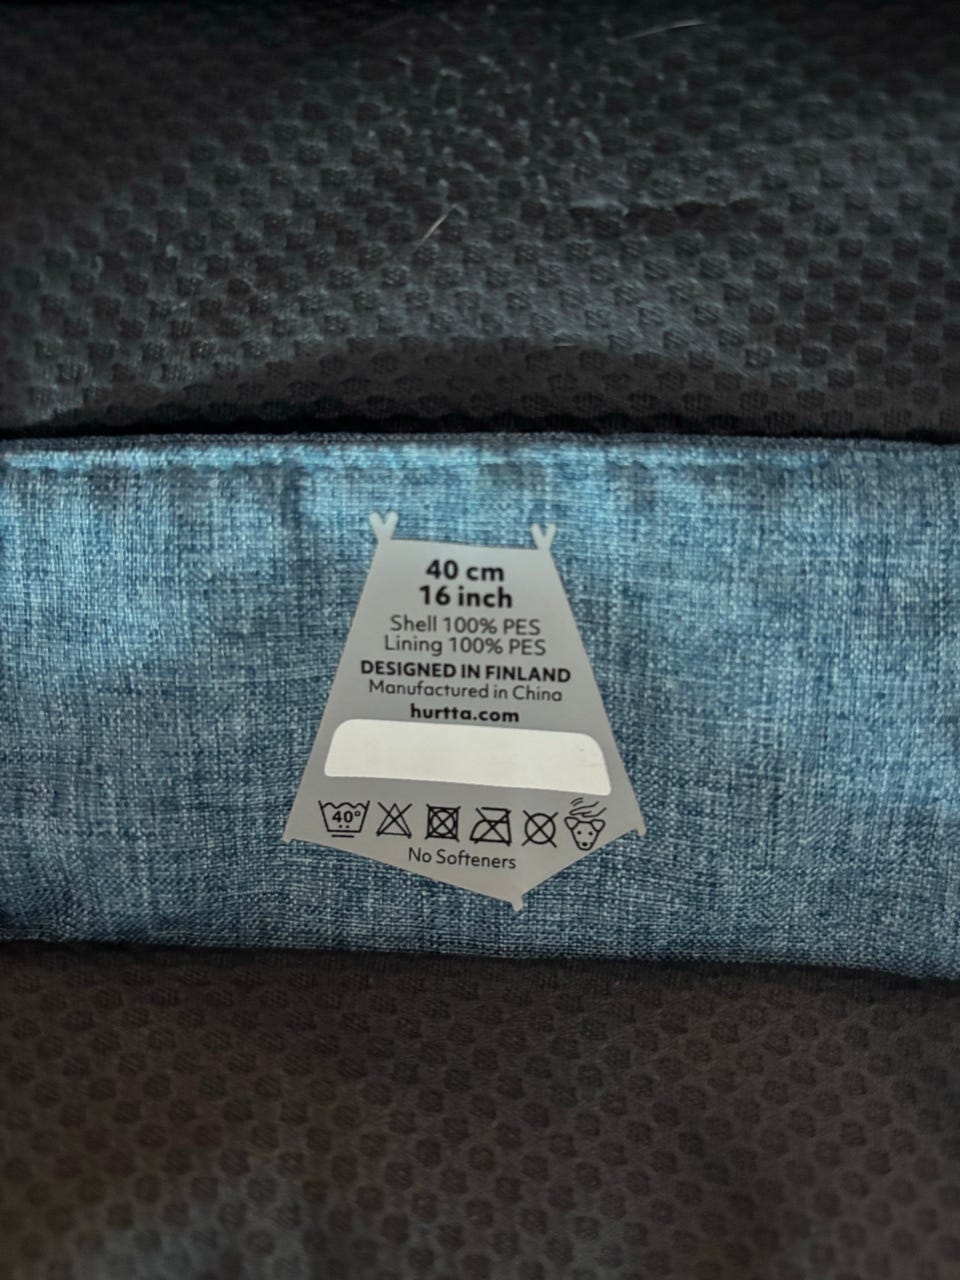 40 cm
16 inch
Shell 100% PES
Lining 100% PES
DESIGNED IN FINLAND
Manufactured in China
hurtta.com
40°
No Softeners